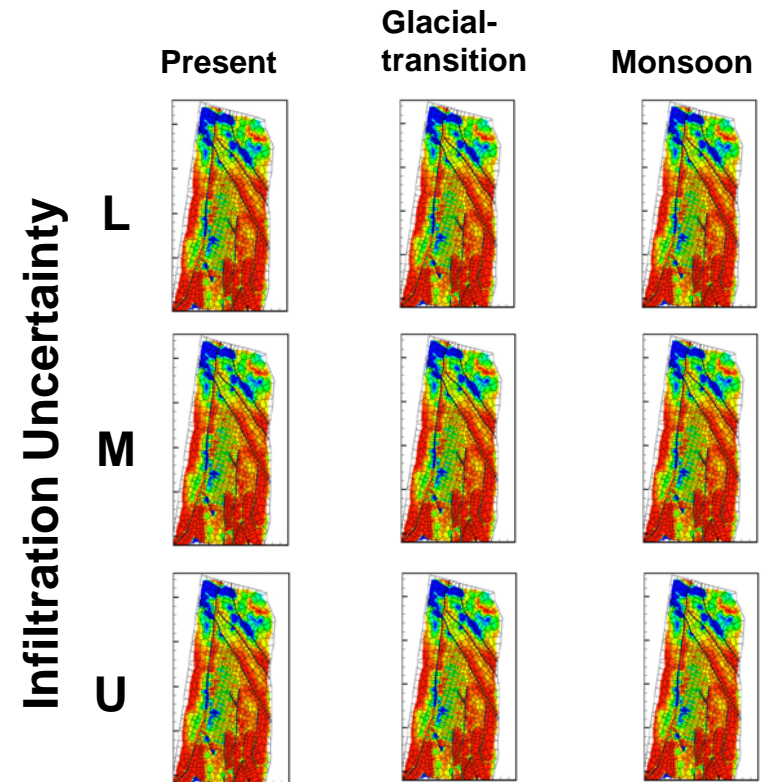 Glacial-
Present transition Monsoon
Infiltration Uncertainty
L
M
U